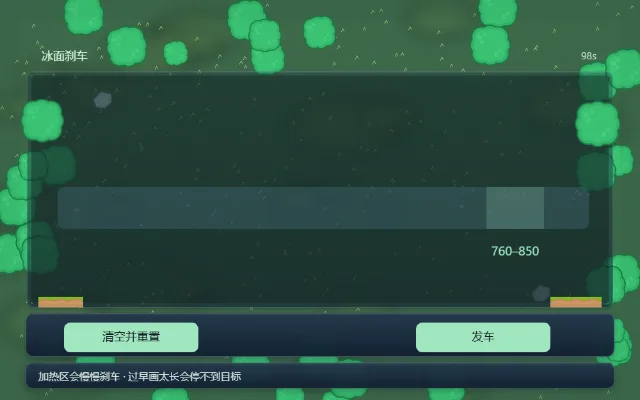 冰面刹车
98s
760–850
清空并重置
发车
加热区会慢慢刹车 · 过早画太长会停不到目标